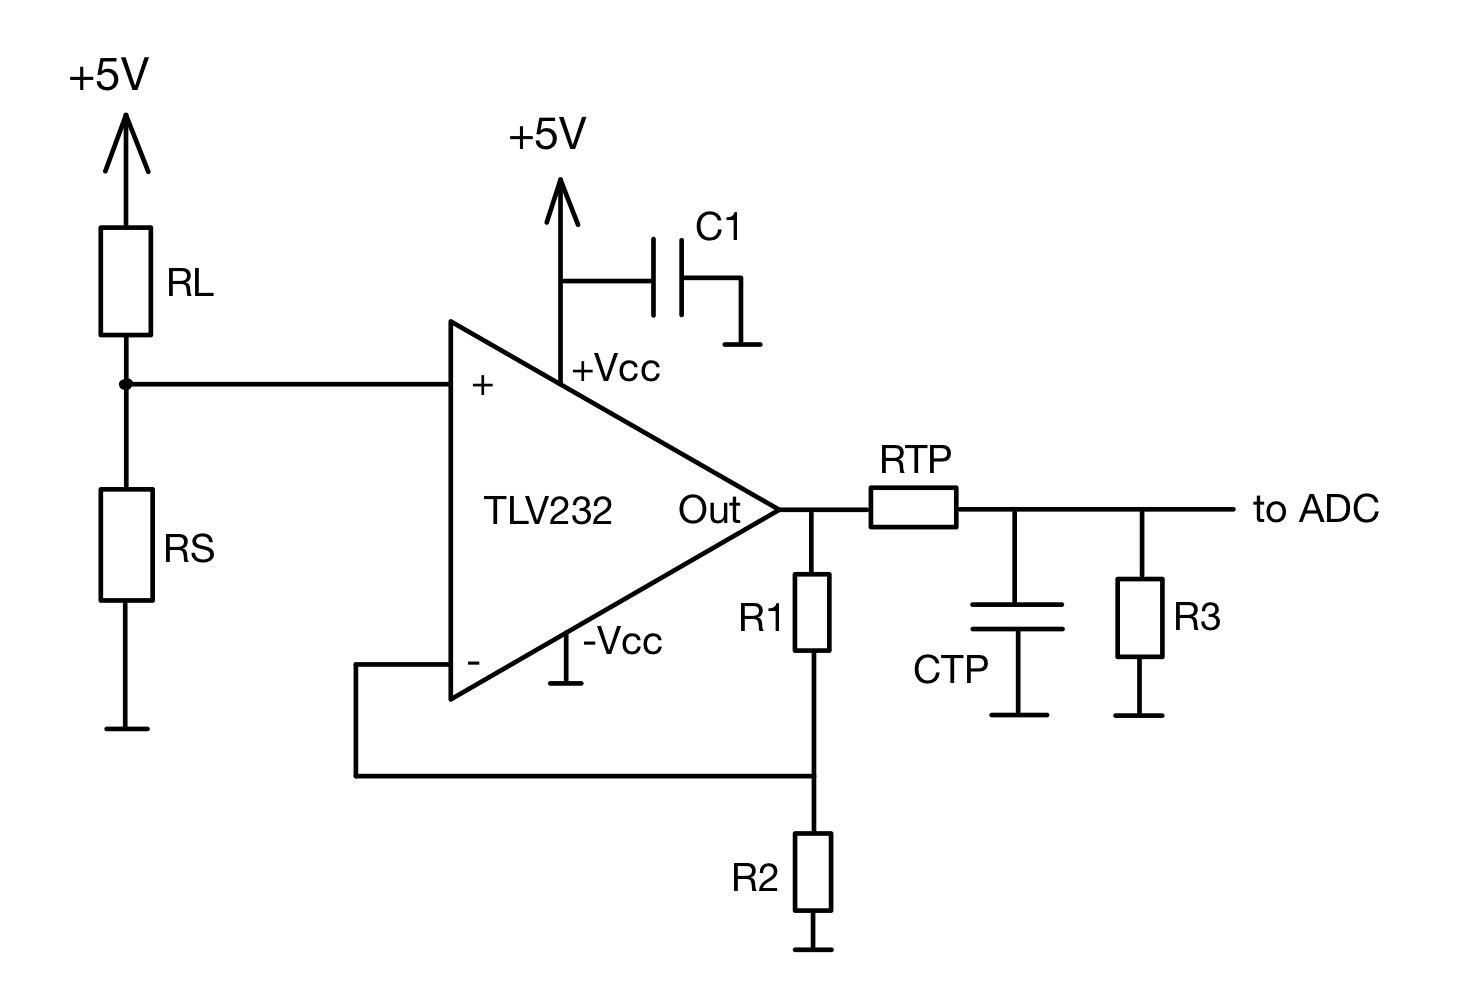 +5V
+5V
C1
RL
+Vcc
+
RTP
TLV232
Out
to ADC
RS
R1
R3
-Vcc
-
CTP
R2